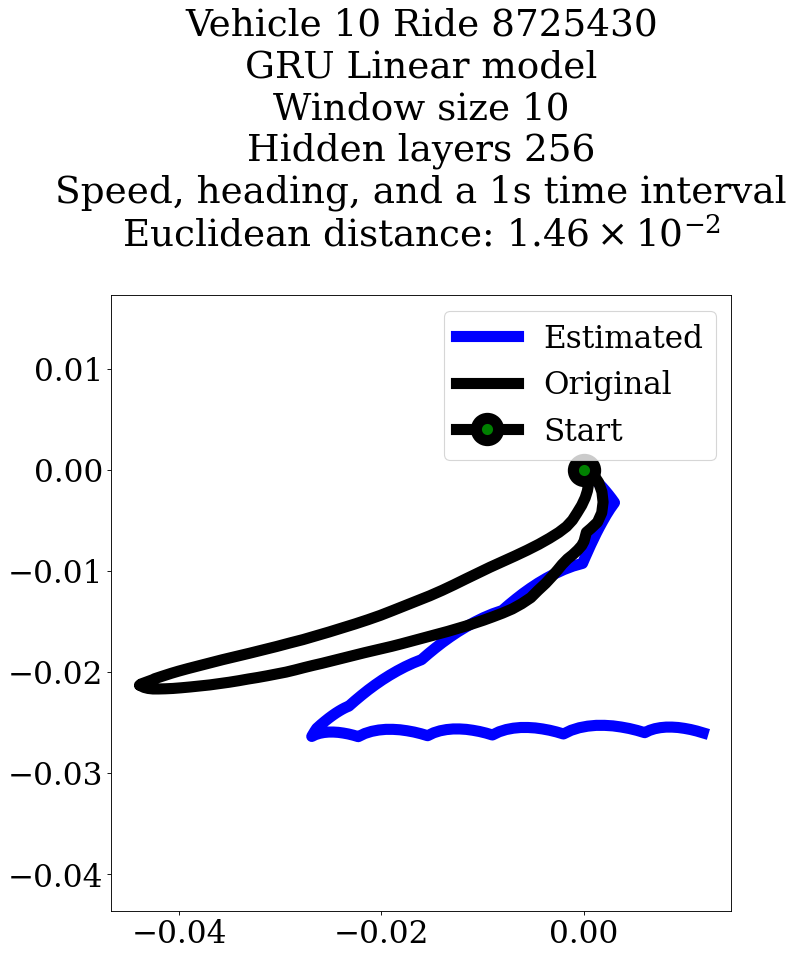 Vehicle 10 Ride 8725430
GRU Linear model
Window size 10
Hidden layers 256
Speed, heading, and a 1s time interval
Euclidean distance: 1.46 × 10⁻²
Estimated
Original
Start
0.01
0.00
−0.01
−0.02
−0.03
−0.04
−0.04 −0.02 0.00